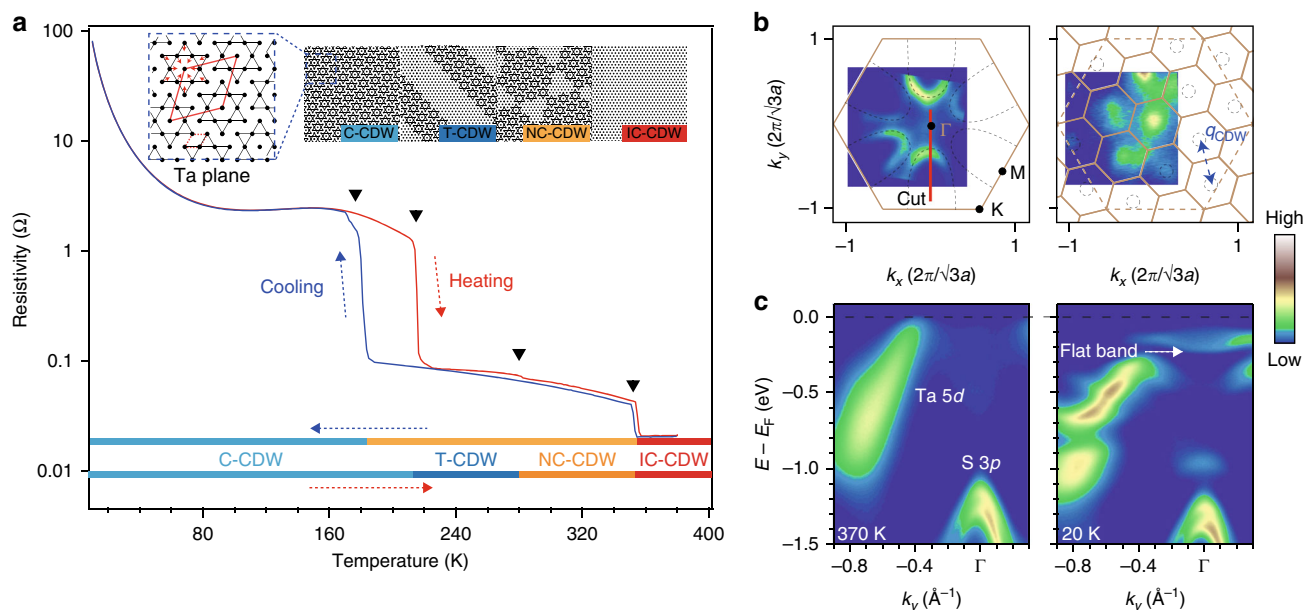 a
100
10
1
0.1
0.01
Resistivity (Ω)
Ta plane
C-CDW
T-CDW
NC-CDW
IC-CDW
Cooling
Heating
C-CDW
T-CDW
NC-CDW
IC-CDW
80
160
240
320
400
Temperature (K)
b
1
Γ
M
K
Cut
–1
–1
1
k_y (2π/√3a)
k_x (2π/√3a)
q_CDW
–1
1
k_x (2π/√3a)
High
Low
c
0.0
–0.5
–1.0
–1.5
E – E_F (eV)
Ta 5d
S 3p
370 K
–0.8
–0.4
Γ
k_y (Å⁻¹)
Flat band
20 K
–0.8
–0.4
Γ
k_y (Å⁻¹)